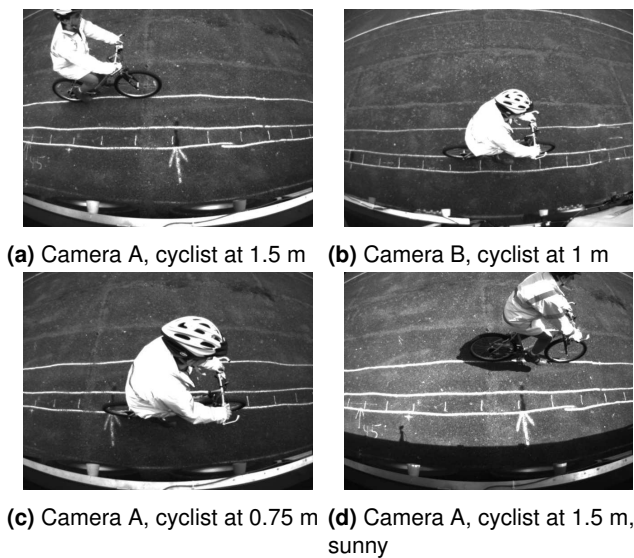 (a) Camera A, cyclist at 1.5 m
(b) Camera B, cyclist at 1 m
(c) Camera A, cyclist at 0.75 m
(d) Camera A, cyclist at 1.5 m,
sunny